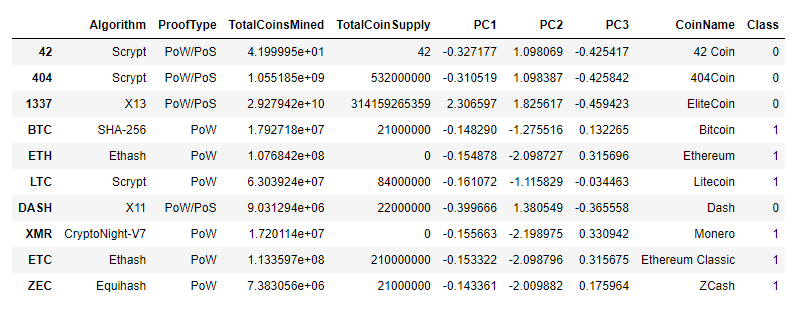 Algorithm ProofType TotalCoinsMined TotalCoinSupply PC1 PC2 PC3 CoinName Class
42 Scrypt PoW/PoS 4.199995e+01 42 -0.327177 1.098069 -0.425417 42 Coin 0
404 Scrypt PoW/PoS 1.055185e+09 532000000 -0.310519 1.098387 -0.425842 404Coin 0
1337 X13 PoW/PoS 2.927942e+10 314159265359 2.306597 1.825617 -0.459423 EliteCoin 0
BTC SHA-256 PoW 1.792718e+07 21000000 -0.148290 -1.275516 0.132265 Bitcoin 1
ETH Ethash PoW 1.076842e+08 0 -0.154878 -2.098727 0.315696 Ethereum 1
LTC Scrypt PoW 6.303924e+07 84000000 -0.161072 -1.115829 -0.034463 Litecoin 1
DASH X11 PoW/PoS 9.031294e+06 22000000 -0.399666 1.380549 -0.365558 Dash 0
XMR CryptoNight-V7 PoW 1.720114e+07 0 -0.155663 -2.198975 0.330942 Monero 1
ETC Ethash PoW 1.133597e+08 210000000 -0.153322 -2.098796 0.315675 Ethereum Classic 1
ZEC Equihash PoW 7.383056e+06 21000000 -0.143361 -2.009882 0.175964 ZCash 1